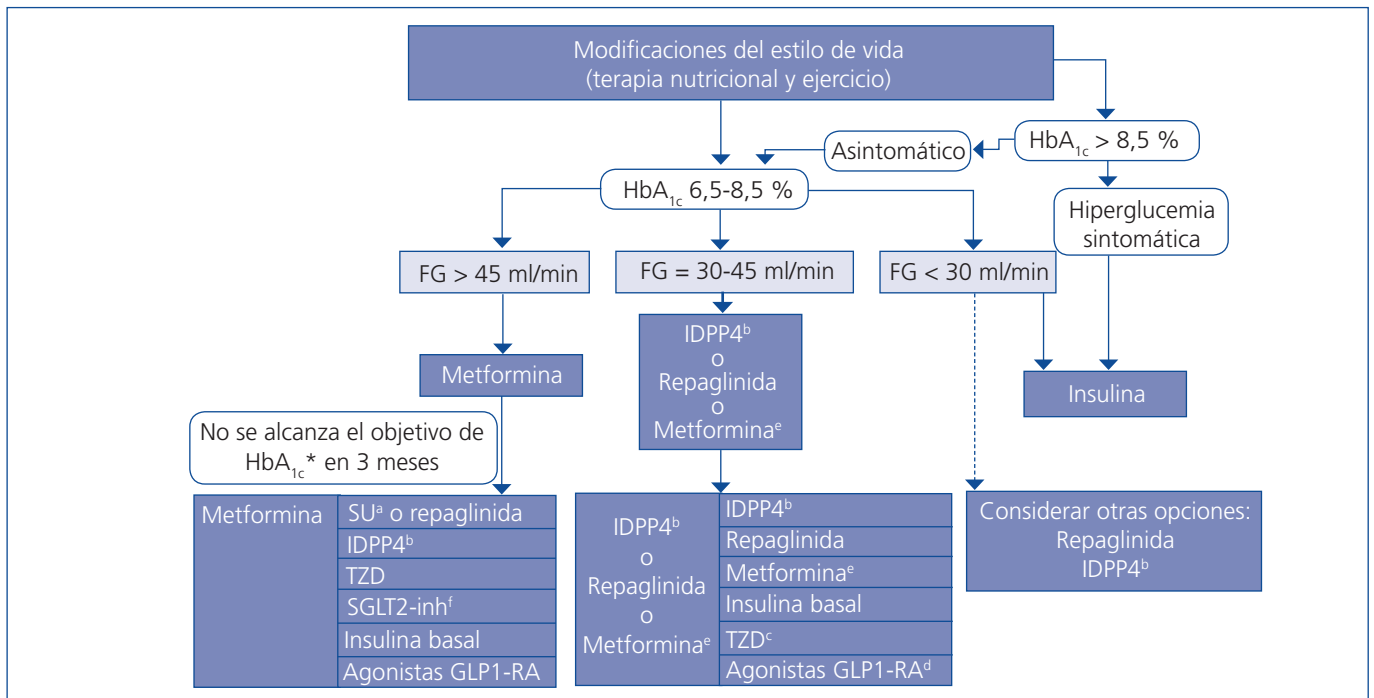 Modificaciones del estilo de vida
(terapia nutricional y ejercicio)
HbA1c > 8,5 %
Asintomático
HbA1c 6,5-8,5 %
Hiperglucemia
sintomática
FG > 45 ml/min
FG = 30-45 ml/min
FG < 30 ml/min
IDPP4b
o
Repaglinida
o
Metforminae
Metformina
Insulina
No se alcanza el objetivo de
HbA1c* en 3 meses
Metformina
SUa o repaglinida
IDPP4b
TZD
SGLT2-inhf
Insulina basal
Agonistas GLP1-RA
IDPP4b
o
Repaglinida
o
Metforminae
IDPP4b
Repaglinida
Metforminae
Insulina basal
TZDc
Agonistas GLP1-RAd
Considerar otras opciones:
Repaglinida
IDPP4b